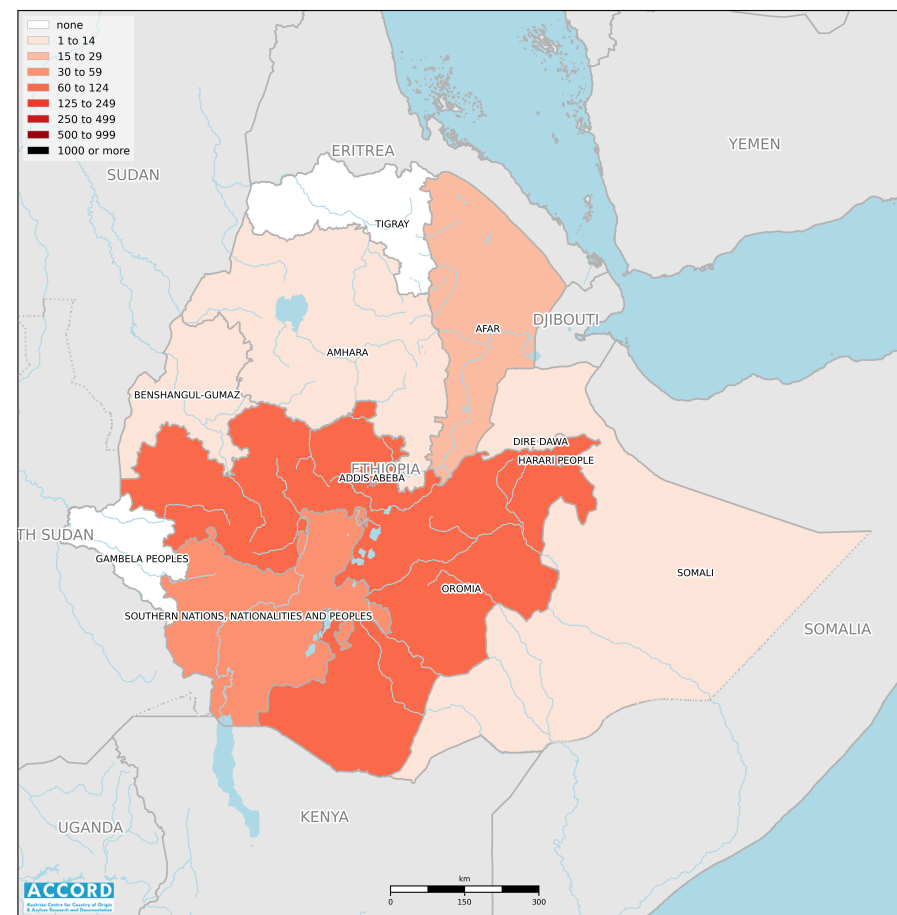 none
1 to 14
15 to 29
30 to 59
60 to 124
125 to 249
250 to 499
500 to 999
1000 or more
YEMEN
ERITREA
SUDAN
TIGRAY
DJIBOUTI
AFAR
AMHARA
BENSHANGUL-GUMAZ
DIRE DAWA
HARARI PEOPLE
ETHIOPIA
ADDIS ABEBA
TH SUDAN
GAMBELA PEOPLES
SOMALI
OROMIA
SOUTHERN NATIONS, NATIONALITIES AND PEOPLES
SOMALIA
KENYA
UGANDA
km
0 150 300
ACCORD
Austrian Centre for Country of Origin
& Asylum Research and Documentation